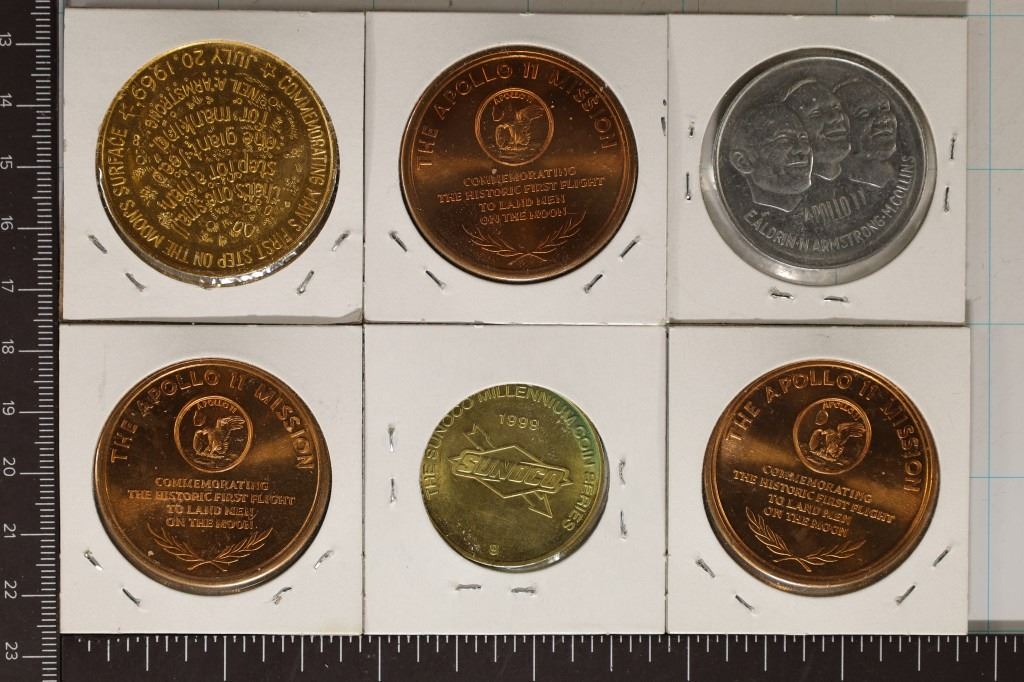 COMMEMORATING MAN'S FIRST STEP ON THE MOON'S SURFACE
JULY 20, 1969
that's one
small step
for a man,
one giant
leap
for mankind
NEIL A. ARMSTRONG
THE APOLLO 11 MISSION
APOLLO 11
COMMEMORATING
THE HISTORIC FIRST FLIGHT
TO LAND MEN
ON THE MOON
APOLLO 11
E.ALDRIN·N.ARMSTRONG·M.COLLINS
THE APOLLO 11 MISSION
APOLLO 11
COMMEMORATING
THE HISTORIC FIRST FLIGHT
TO LAND MEN
ON THE MOON
THE SUNOCO MILLENNIUM COIN SERIES
1999
SUNOCO
THE APOLLO 11 MISSION
APOLLO 11
COMMEMORATING
THE HISTORIC FIRST FLIGHT
TO LAND MEN
ON THE MOON
13
14
15
16
17
18
19
20
21
22
23